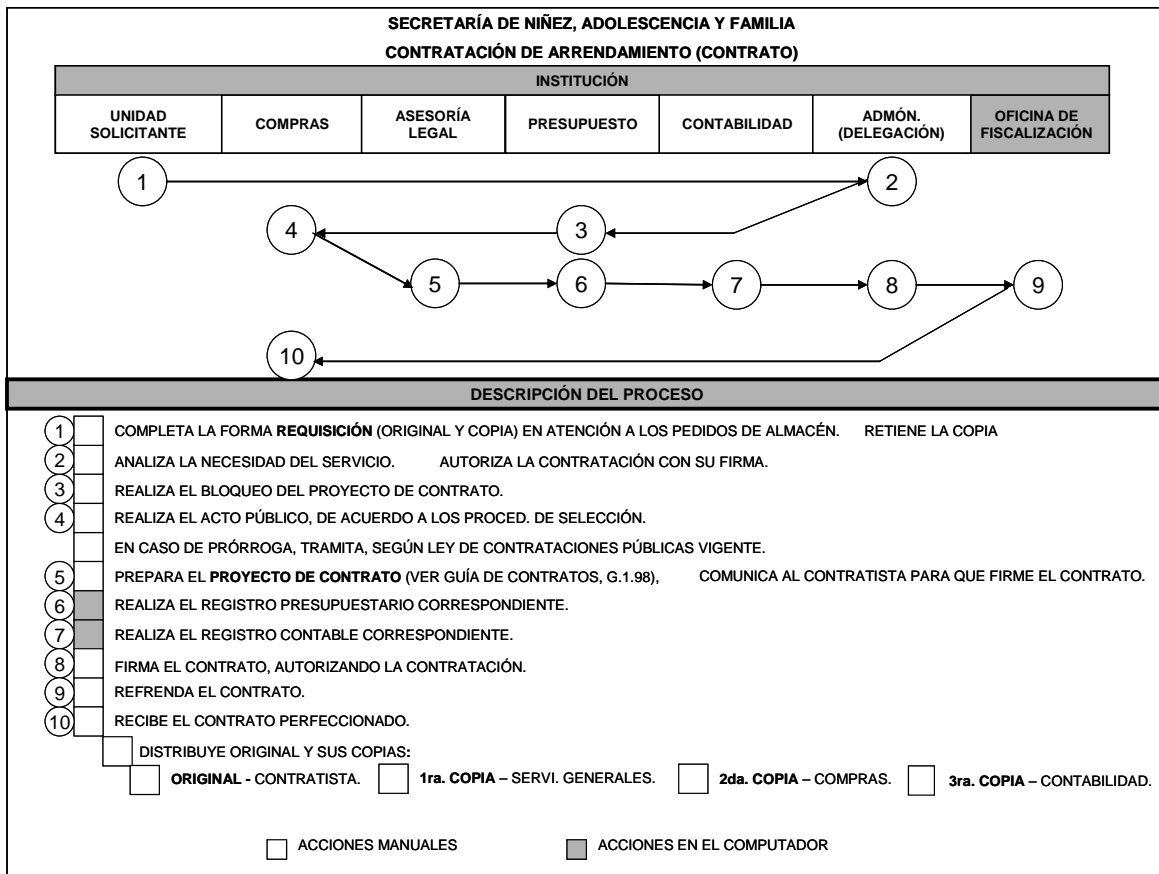 SECRETARÍA DE NIÑEZ, ADOLESCENCIA Y FAMILIA
CONTRATACIÓN DE ARRENDAMIENTO (CONTRATO)
INSTITUCIÓN
UNIDAD SOLICITANTE
COMPRAS
ASESORÍA LEGAL
PRESUPUESTO
CONTABILIDAD
ADMÓN. (DELEGACIÓN)
OFICINA DE FISCALIZACIÓN
1 2
4 3
5 6 7 8 9
10
DESCRIPCIÓN DEL PROCESO
1 COMPLETA LA FORMA REQUISICIÓN (ORIGINAL Y COPIA) EN ATENCIÓN A LOS PEDIDOS DE ALMACÉN. RETIENE LA COPIA
2 ANALIZA LA NECESIDAD DEL SERVICIO. AUTORIZA LA CONTRATACIÓN CON SU FIRMA.
3 REALIZA EL BLOQUEO DEL PROYECTO DE CONTRATO.
4 REALIZA EL ACTO PÚBLICO, DE ACUERDO A LOS PROCED. DE SELECCIÓN.
EN CASO DE PRÓRROGA, TRAMITA, SEGÚN LEY DE CONTRATACIONES PÚBLICAS VIGENTE.
5 PREPARA EL PROYECTO DE CONTRATO (VER GUÍA DE CONTRATOS, G.1.98), COMUNICA AL CONTRATISTA PARA QUE FIRME EL CONTRATO.
6 REALIZA EL REGISTRO PRESUPUESTARIO CORRESPONDIENTE.
7 REALIZA EL REGISTRO CONTABLE CORRESPONDIENTE.
8 FIRMA EL CONTRATO, AUTORIZANDO LA CONTRATACIÓN.
9 REFRENDA EL CONTRATO.
10 RECIBE EL CONTRATO PERFECCIONADO.
DISTRIBUYE ORIGINAL Y SUS COPIAS:
ORIGINAL - CONTRATISTA. 1ra. COPIA – SERVI. GENERALES. 2da. COPIA – COMPRAS. 3ra. COPIA – CONTABILIDAD.
ACCIONES MANUALES ACCIONES EN EL COMPUTADOR